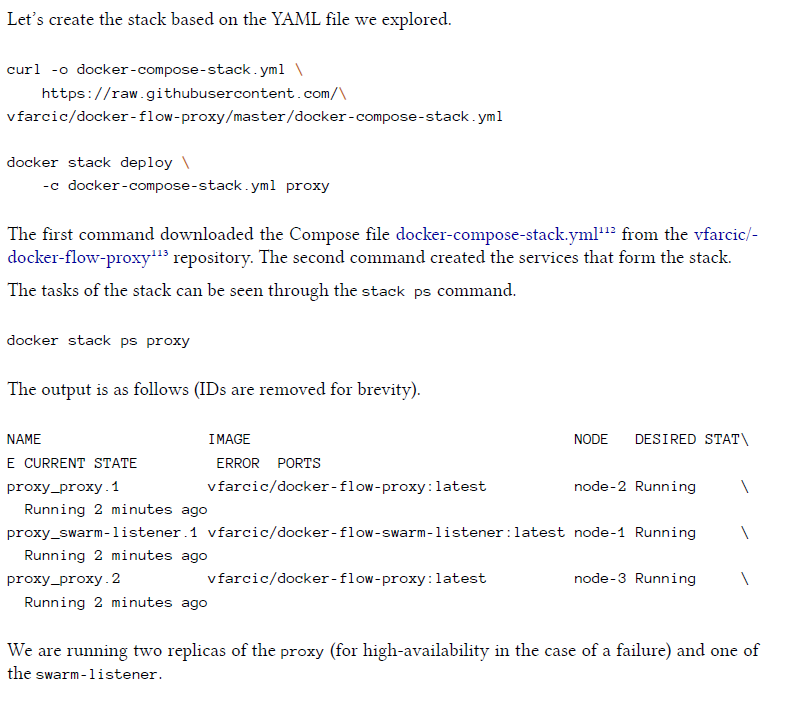 Let’s create the stack based on the YAML file we explored.
curl -o docker-compose-stack.yml \
    https://raw.githubusercontent.com/\
vfarcic/docker-flow-proxy/master/docker-compose-stack.yml
docker stack deploy \
    -c docker-compose-stack.yml proxy
The first command downloaded the Compose file docker-compose-stack.yml¹¹² from the vfarcic/-
docker-flow-proxy¹¹³ repository. The second command created the services that form the stack.
The tasks of the stack can be seen through the stack ps command.
docker stack ps proxy
The output is as follows (IDs are removed for brevity).
NAME                   IMAGE                                    NODE   DESIRED STAT\
E CURRENT STATE         ERROR  PORTS
proxy_proxy.1          vfarcic/docker-flow-proxy:latest          node-2 Running     \
  Running 2 minutes ago
proxy_swarm-listener.1 vfarcic/docker-flow-swarm-listener:latest node-1 Running     \
  Running 2 minutes ago
proxy_proxy.2          vfarcic/docker-flow-proxy:latest          node-3 Running     \
  Running 2 minutes ago
We are running two replicas of the proxy (for high-availability in the case of a failure) and one of
the swarm-listener.